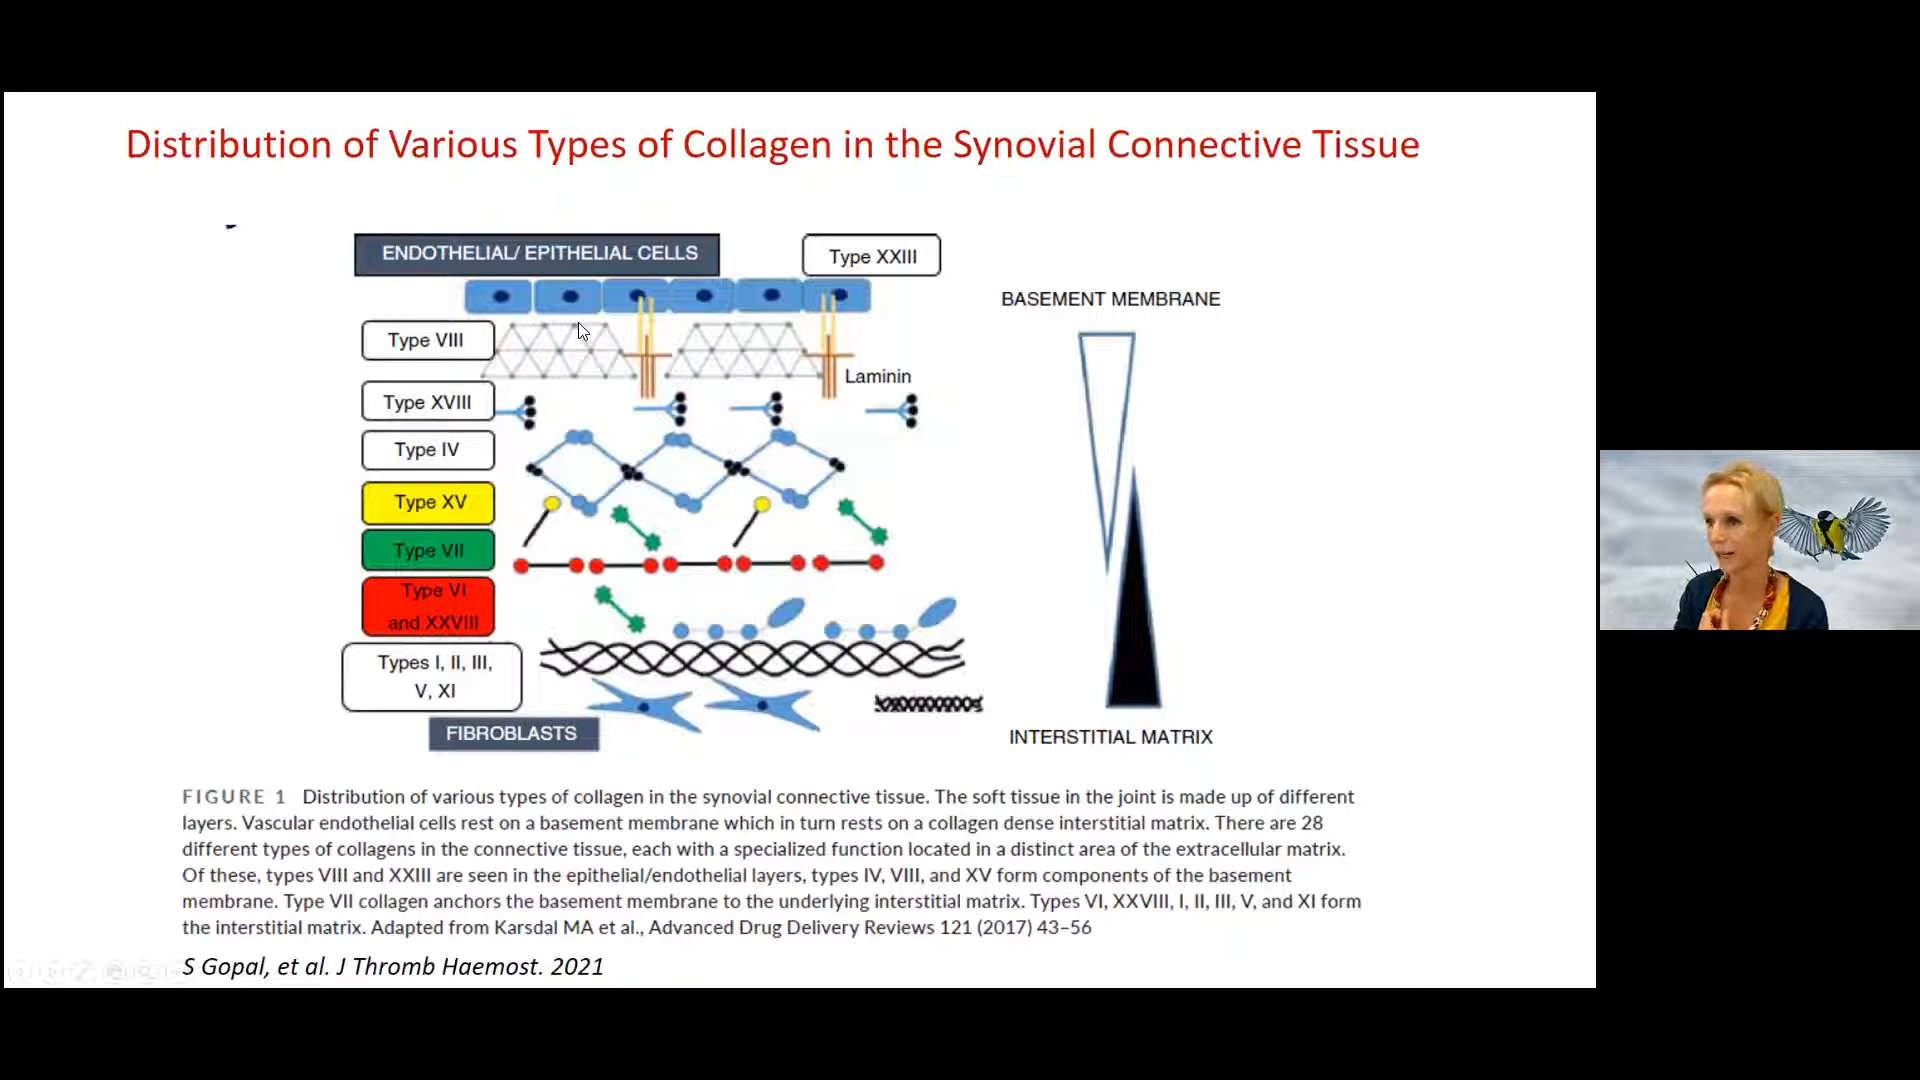 Distribution of Various Types of Collagen in the Synovial Connective Tissue
ENDOTHELIAL/ EPITHELIAL CELLS
Type XXIII
BASEMENT MEMBRANE
Type VIII
Laminin
Type XVIII
Type IV
Type XV
Type VII
Type VI
and XXVIII
Types I, II, III,
V, XI
FIBROBLASTS
INTERSTITIAL MATRIX
FIGURE 1 Distribution of various types of collagen in the synovial connective tissue. The soft tissue in the joint is made up of different
layers. Vascular endothelial cells rest on a basement membrane which in turn rests on a collagen dense interstitial matrix. There are 28
different types of collagens in the connective tissue, each with a specialized function located in a distinct area of the extracellular matrix.
Of these, types VIII and XXIII are seen in the epithelial/endothelial layers, types IV, VIII, and XV form components of the basement
membrane. Type VII collagen anchors the basement membrane to the underlying interstitial matrix. Types VI, XXVIII, I, II, III, V, and XI form
the interstitial matrix. Adapted from Karsdal MA et al., Advanced Drug Delivery Reviews 121 (2017) 43–56
S Gopal, et al. J Thromb Haemost. 2021